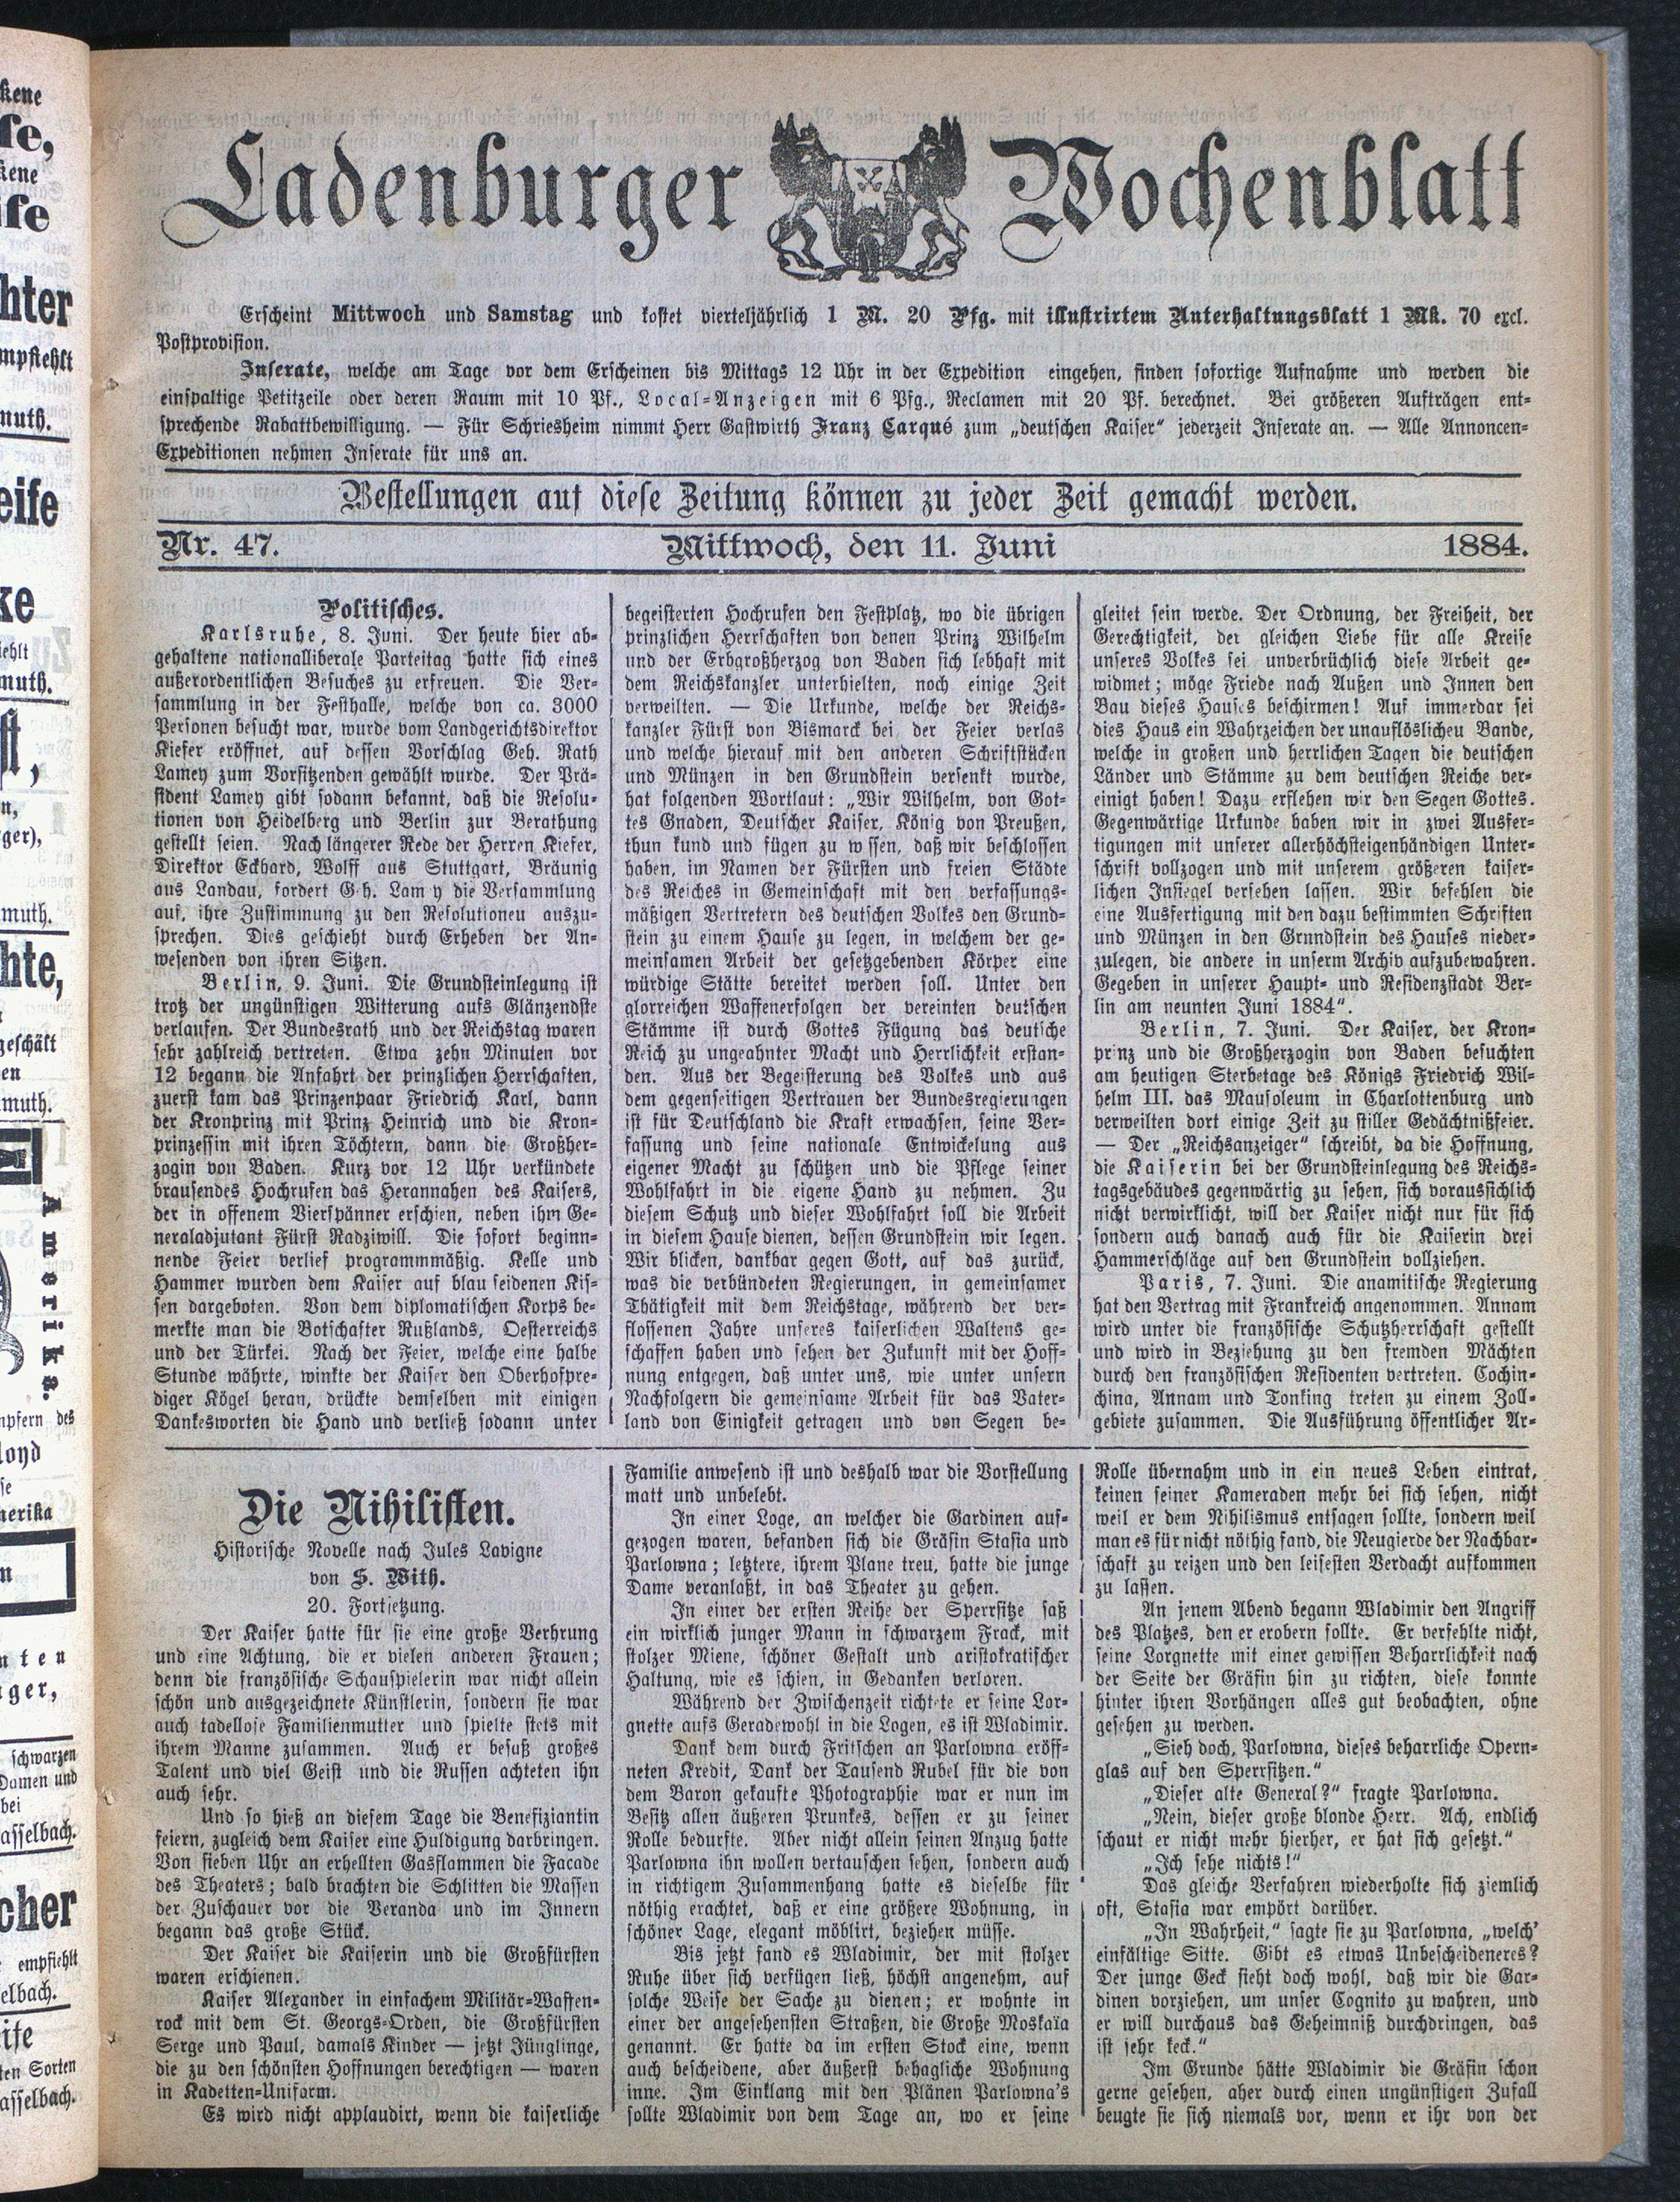 Ladenburger Wochenblatt
Erscheint Mittwoch und Samstag und kostet vierteljährlich 1 M. 20 Pfg. mit illustrirtem Unterhaltungsblatt 1 Mk. 70 excl.
Postprovision.
Inserate, welche am Tage vor dem Erscheinen bis Mittags 12 Uhr in der Expedition eingehen, finden sofortige Aufnahme und werden die
einspaltige Petitzeile oder deren Raum mit 10 Pf., Local-Anzeigen mit 6 Pfg., Reclamen mit 20 Pf. berechnet. Bei größeren Aufträgen ent-
sprechende Rabattbewilligung. — Für Schriesheim nimmt Herr Gastwirth Franz Carqué zum „deutschen Kaiser“ jederzeit Inserate an. — Alle Annoncen-
Expeditionen nehmen Inserate für uns an.
Bestellungen auf diese Zeitung können zu jeder Zeit gemacht werden.
Nr. 47. Mittwoch, den 11. Juni 1884.
Politisches.
Karlsruhe, 8. Juni. Der heute hier ab-
gehaltene nationalliberale Parteitag hatte sich eines
außerordentlichen Besuches zu erfreuen. Die Ver-
sammlung in der Festhalle, welche von ca. 3000
Personen besucht war, wurde vom Landgerichtsdirektor
Kiefer eröffnet, auf dessen Vorschlag Geh. Rath
Lamey zum Vorsitzenden gewählt wurde. Der Prä-
sident Lamey gibt sodann bekannt, daß die Resolu-
tionen von Heidelberg und Berlin zur Berathung
gestellt seien. Nach längerer Rede der Herren Kiefer,
Direktor Eckhard, Wolff aus Stuttgart, Bräunig
aus Landau, fordert G h. Lam y die Versammlung
auf, ihre Zustimmung zu den Resolutioneu auszu-
sprechen. Dies geschieht durch Erheben der An-
wesenden von ihren Sitzen.
Berlin, 9. Juni. Die Grundsteinlegung ist
trotz der ungünstigen Witterung aufs Glänzendste
verlaufen. Der Bundesrath und der Reichstag waren
sehr zahlreich vertreten. Etwa zehn Minuten vor
12 begann die Anfahrt der prinzlichen Herrschaften,
zuerst kam das Prinzenpaar Friedrich Karl, dann
der Kronprinz mit Prinz Heinrich und die Kron-
prinzessin mit ihren Töchtern, dann die Großher-
zogin von Baden. Kurz vor 12 Uhr verkündete
brausendes Hochrufen das Herannahen des Kaisers,
der in offenem Vierspänner erschien, neben ihm Ge-
neraladjutant Fürst Radziwill. Die sofort beginn-
nende Feier verlief programmmäßig. Kelle und
Hammer wurden dem Kaiser auf blau seidenen Kis-
sen dargeboten. Von dem diplomatischen Korps be-
merkte man die Botschafter Rußlands, Oesterreichs
und der Türkei. Nach der Feier, welche eine halbe
Stunde währte, winkte der Kaiser den Oberhofpre-
diger Kögel heran, drückte demselben mit einigen
Dankesworten die Hand und verließ sodann unter
begeisterten Hochrufen den Festplatz, wo die übrigen
prinzlichen Herrschaften von denen Prinz Wilhelm
und der Erbgroßherzog von Baden sich lebhaft mit
dem Reichskanzler unterhielten, noch einige Zeit
verweilten. — Die Urkunde, welche der Reichs-
kanzler Fürst von Bismarck bei der Feier verlas
und welche hierauf mit den anderen Schriftstücken
und Münzen in den Grundstein versenkt wurde,
hat folgenden Wortlaut: „Wir Wilhelm, von Got-
tes Gnaden, Deutscher Kaiser, König von Preußen,
thun kund und fügen zu w ssen, daß wir beschlossen
haben, im Namen der Fürsten und freien Städte
des Reiches in Gemeinschaft mit den verfassungs-
mäßigen Vertretern des deutschen Volkes den Grund-
stein zu einem Hause zu legen, in welchem der ge-
meinsamen Arbeit der gesetzgebenden Körper eine
würdige Stätte bereitet werden soll. Unter den
glorreichen Waffenerfolgen der vereinten deutschen
Stämme ist durch Gottes Fügung das deutsche
Reich zu ungeahnter Macht und Herrlichkeit erstan-
den. Aus der Begeisterung des Volkes und aus
dem gegenseitigen Vertrauen der Bundesregierungen
ist für Deutschland die Kraft erwachsen, seine Ver-
fassung und seine nationale Entwickelung aus
eigener Macht zu schützen und die Pflege seiner
Wohlfahrt in die eigene Hand zu nehmen. Zu
diesem Schutz und dieser Wohlfahrt soll die Arbeit
in diesem Hause dienen, dessen Grundstein wir legen.
Wir blicken, dankbar gegen Gott, auf das zurück,
was die verbündeten Regierungen, in gemeinsamer
Thätigkeit mit dem Reichstage, während der ver-
flossenen Jahre unseres kaiserlichen Waltens ge-
schaffen haben und sehen der Zukunft mit der Hoff-
nung entgegen, daß unter uns, wie unter unsern
Nachfolgern die gemeinsame Arbeit für das Vater-
land von Einigkeit getragen und von Segen be-
gleitet sein werde. Der Ordnung, der Freiheit, der
Gerechtigkeit, der gleichen Liebe für alle Kreise
unseres Volkes sei unverbrüchlich diese Arbeit ge-
widmet; möge Friede nach Außen und Innen den
Bau dieses Hauses beschirmen! Auf immerdar sei
dies Haus ein Wahrzeichen der unauflöslicheu Bande,
welche in großen und herrlichen Tagen die deutschen
Länder und Stämme zu dem deutschen Reiche ver-
einigt haben! Dazu erflehen wir den Segen Gottes.
Gegenwärtige Urkunde haben wir in zwei Ausfer-
tigungen mit unserer allerhöchsteigenhändigen Unter-
schrift vollzogen und mit unserem größeren kaiser-
lichen Insiegel versehen lassen. Wir befehlen die
eine Ausfertigung mit den dazu bestimmten Schriften
und Münzen in den Grnndstein des Hauses nieder-
zulegen, die andere in unserm Archiv aufzubewahren.
Gegeben in unserer Haupt- und Residenzstadt Ber-
lin am neunten Juni 1884“.
Berlin, 7. Juni. Der Kaiser, der Kron-
prinz und die Großherzogin von Baden besuchten
am heutigen Sterbetage des Königs Friedrich Wil-
helm III. das Mausoleum in Charlottenburg und
verweilten dort einige Zeit zu stiller Gedächtnißfeier.
— Der „Reichsanzeiger“ schreibt, da die Hoffnung,
die Kaiserin bei der Grundsteinlegung des Reichs-
tagsgebäudes gegenwärtig zu sehen, sich voraussichlich
nicht verwirklicht, will der Kaiser nicht nur für sich
sondern auch danach auch für die Kaiserin drei
Hammerschläge auf den Grundstein vollziehen.
Paris, 7. Juni. Die anamitische Regierung
hat den Vertrag mit Frankreich angenommen. Annam
wird unter die französische Schutzherrschaft gestellt
und wird in Beziehung zu den fremden Mächten
durch den französischen Residenten vertreten. Cochin-
china, Annam und Tonking treten zu einem Zoll-
gebiete zusammen. Die Ausführung öffentlicher Ar-
Die Nihilisten.
Historische Novelle nach Jules Lavigne
von S. With.
20. Fortsetzung.
Der Kaiser hatte für sie eine große Verhrung
und eine Achtung, die er vielen anderen Frauen;
denn die französische Schauspielerin war nicht allein
schön und ausgezeichnete Künstlerin, sondern sie war
auch tadellose Familienmutter und spielte stets mit
ihrem Manne zusammen. Auch er besaß großes
Talent und viel Geist und die Russen achteten ihn
auch sehr.
Und so hieß an diesem Tage die Benefiziantin
feiern, zugleich dem Kaiser eine Huldigung darbringen.
Von sieben Uhr an erhellten Gasflammen die Facade
des Theaters; bald brachten die Schlitten die Massen
der Zuschauer vor die Veranda und im Innern
begann das große Stück.
Der Kaiser die Kaiserin und die Großfürsten
waren erschienen.
Kaiser Alexander in einfachem Militär-Waffen-
rock mit dem St. Georgs-Orden, die Großfürsten
Serge und Paul, damals Kinder — jetzt Jünglinge,
die zu den schönsten Hoffnungen berechtigen — waren
in Kadetten-Uniform.
Es wird nicht applaudirt, wenn die kaiserliche
Familie anwesend ist und deshalb war die Vorstellung
matt und unbelebt.
In einer Loge, an welcher die Gardinen auf-
gezogen waren, befanden sich die Gräfin Stasia und
Parlowna; letztere, ihrem Plane treu, hatte die junge
Dame veranlaßt, in das Theater zu gehen.
In einer der ersten Reihe der Sperrsitze saß
ein wirklich junger Mann in schwarzem Frack, mit
stolzer Miene, schöner Gestalt und aristokratischer
Haltung, wie es schien, in Gedanken verloren.
Während der Zwischenzeit richtete er seine Lor-
gnette aufs Geradewohl in die Logen, es ist Wladimir.
Dank dem durch Fritschen an Parlowna eröff-
neten Kredit, Dank der Tausend Rubel für die von
dem Baron gekaufte Photographie war er nun im
Besitz allen äußeren Prunkes, dessen er zu seiner
Rolle bedurfte. Aber nicht allein seinen Anzug hatte
Parlowna ihn wollen vertauschen sehen, sondern auch
in richtigem Zusammenhang hatte es dieselbe für
nöthig erachtet, daß er eine größere Wohnung, in
schöner Lage, elegant möblirt, beziehen müsse.
Bis jetzt fand es Wladimir, der mit stolzer
Ruhe über sich verfügen ließ, höchst angenehm, auf
solche Weise der Sache zu dienen; er wohnte in
einer der angesehensten Straßen, die Große Moskaïa
genannt. Er hatte da im ersten Stock eine, wenn
auch bescheidene, aber äußerst behagliche Wohnung
inne. Im Einklang mit den Plänen Parlowna's
sollte Wladimir von dem Tage an, wo er seine
Rolle übernahm und in ein neues Leben eintrat,
keinen seiner Kameraden mehr bei sich sehen, nicht
weil er dem Nihilismus entsagen sollte, sondern weil
man es für nicht nöthig fand, die Neugierde der Nachbar-
schaft zu reizen und den leisesten Verdacht aufkommen
zu lassen.
An jenem Abend begann Wladimir den Angriff
des Platzes, den er erobern sollte. Er verfehlte nicht,
seine Lorgnette mit einer gewissen Beharrlichkeit nach
der Seite der Gräfin hin zu richten, diese konnte
hinter ihren Vorhängen alles gut beobachten, ohne
gesehen zu werden.
„Sieh doch, Parlowna, dieses beharrliche Opern-
glas auf den Sperrsitzen.“
„Dieser alte General?“ fragte Parlowna.
„Nein, dieser große blonde Herr. Ach, endlich
schaut er nicht mehr hierher, er hat sich gesetzt.“
„Ich sehe nichts!“
Das gleiche Verfahren wiederholte sich ziemlich
oft, Stasia war empört darüber.
„In Wahrheit,“ sagte sie zu Parlowna, „welch'
einfältige Sitte. Gibt es etwas Unbescheideneres?
Der junge Geck sieht doch wohl, daß wir die Gar-
dinen vorziehen, um unser Cognito zu wahren, und
er will durchaus das Geheimniß durchdringen, das
ist sehr keck.“
Im Grunde hätte Wladimir die Gräfin schon
gerne gesehen, aher durch einen ungünstigen Zufall
beugte sie sich niemals vor, wenn er ihr von der